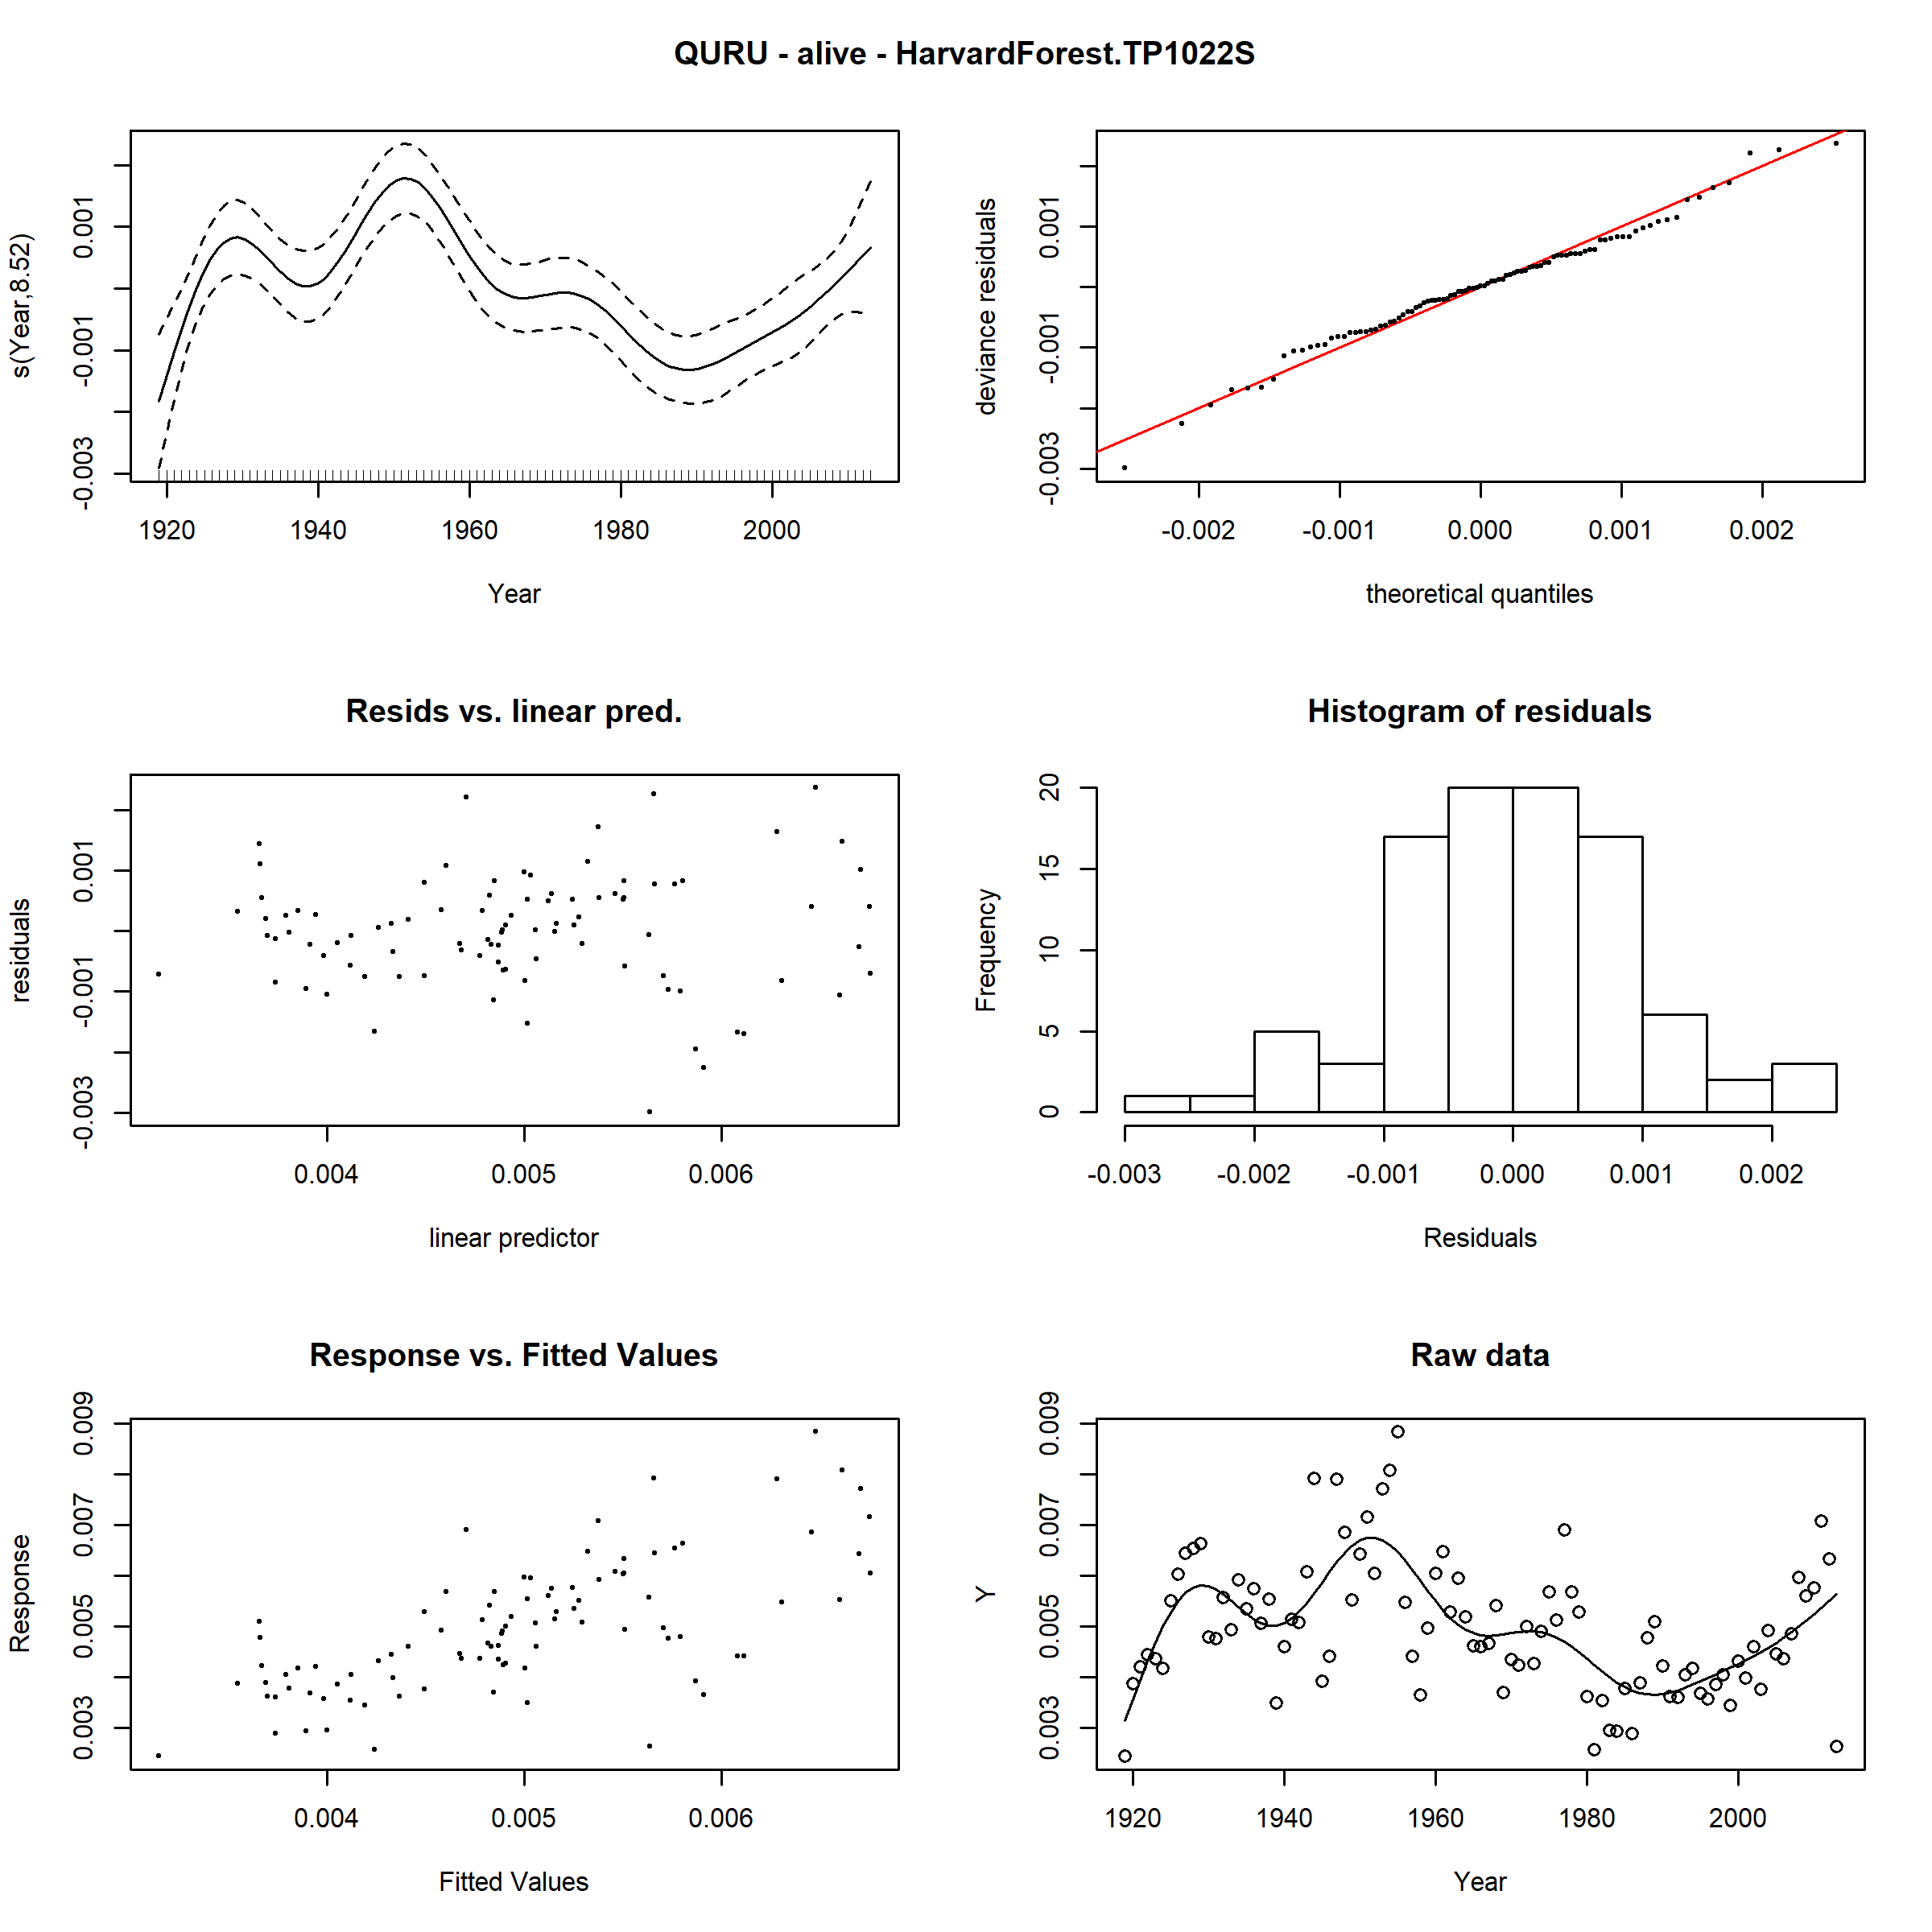 QURU - alive - HarvardForest.TP1022S
s(Year,8.52)
0.001
-0.001
-0.003
1920 1940 1960 1980 2000
Year
deviance residuals
0.001
-0.001
-0.003
-0.002 -0.001 0.000 0.001 0.002
theoretical quantiles
Resids vs. linear pred.
residuals
0.001
-0.001
-0.003
0.004 0.005 0.006
linear predictor
Histogram of residuals
Frequency
20
15
10
5
0
-0.003 -0.002 -0.001 0.000 0.001 0.002
Residuals
Response vs. Fitted Values
Response
0.009
0.007
0.005
0.003
0.004 0.005 0.006
Fitted Values
Raw data
Y
0.009
0.007
0.005
0.003
1920 1940 1960 1980 2000
Year